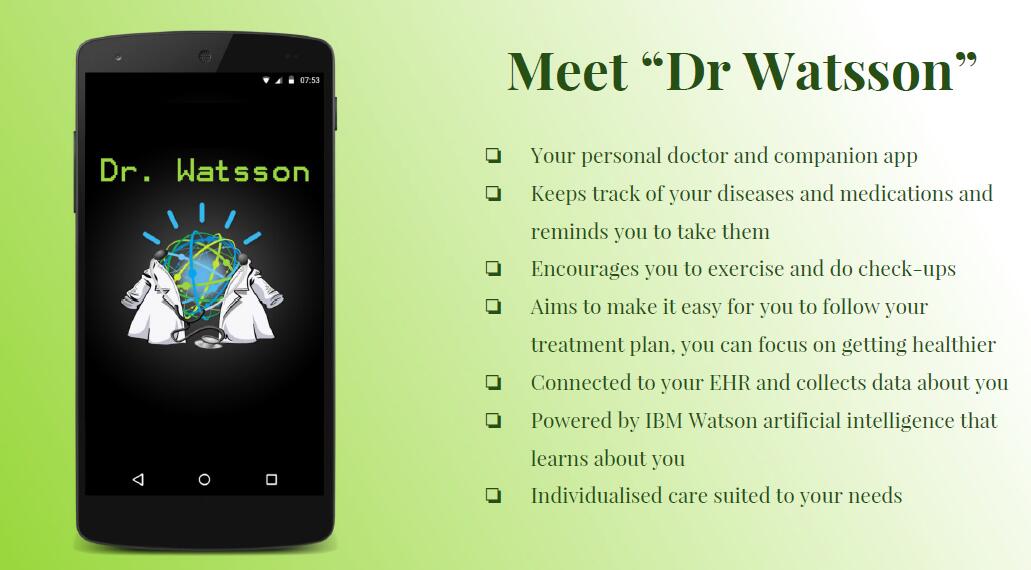 07:53
Dr. Watsson
Meet “Dr Watsson”
Your personal doctor and companion app
Keeps track of your diseases and medications and
reminds you to take them
Encourages you to exercise and do check-ups
Aims to make it easy for you to follow your
treatment plan, you can focus on getting healthier
Connected to your EHR and collects data about you
Powered by IBM Watson artificial intelligence that
learns about you
Individualised care suited to your needs